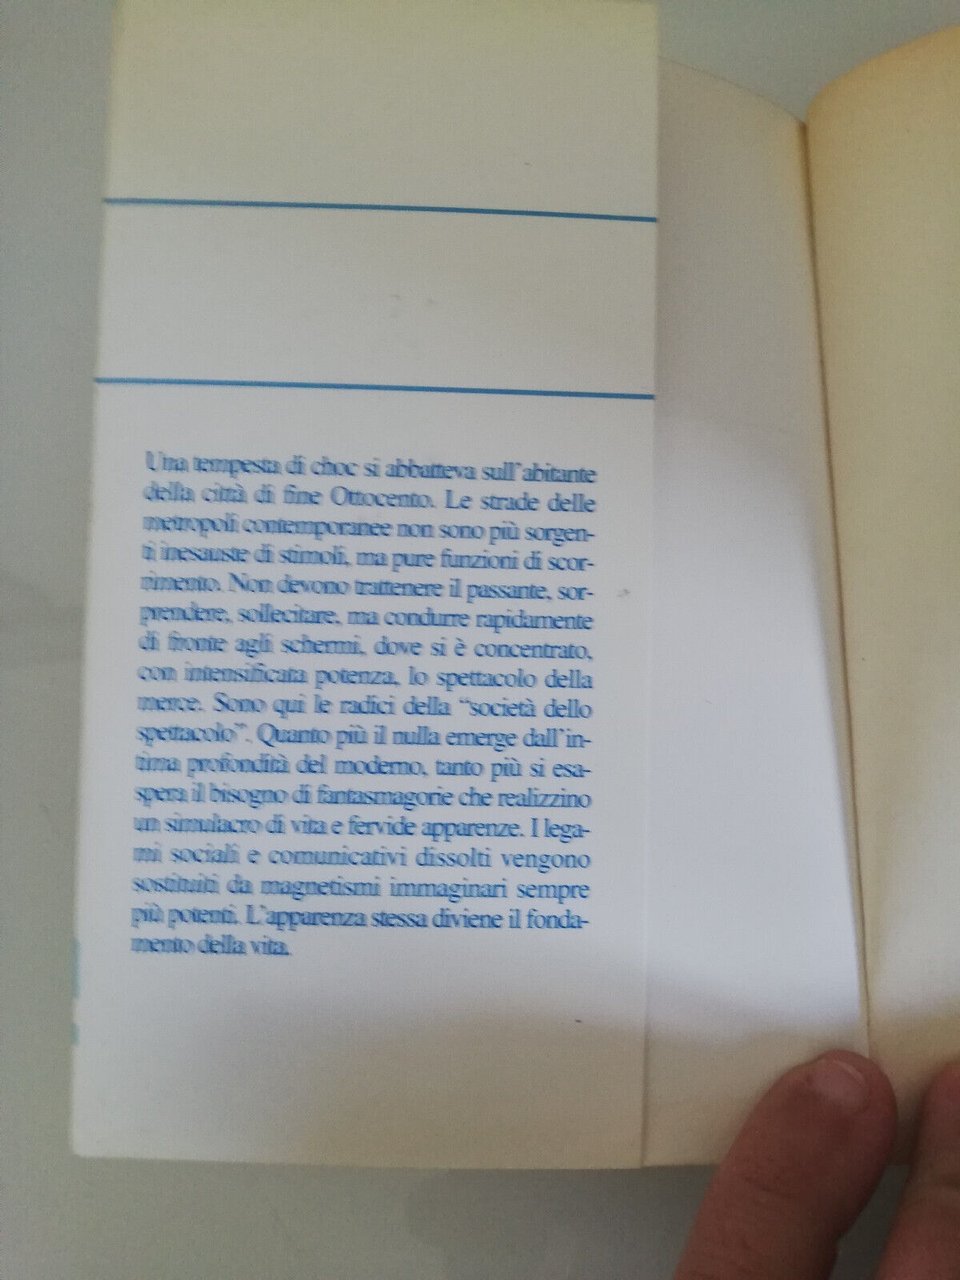 Una tempesta di choc si abbatteva sull'abitante
della città di fine Ottocento. Le strade delle
metropoli contemporanee non sono più sorgen-
ti inesauste di stimoli, ma pure funzioni di scor-
rimento. Non devono trattenere il passante, sor-
prendere, sollecitare, ma condurre rapidamente
di fronte agli schermi, dove si è concentrato,
con intensificata potenza, lo spettacolo della
merce. Sono qui le radici della “società dello
spettacolo”. Quanto più il nulla emerge dall'in-
tima profondità del moderno, tanto più si esa-
spera il bisogno di fantasmagorie che realizzino
un simulacro di vita e fervide apparenze. I lega-
mi sociali e comunicativi dissolti vengono
sostituiti da magnetismi immaginari sempre
più potenti. L'apparenza stessa diviene il fonda-
mento della vita.